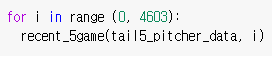 for i in range (0, 4603):
  recent_5game(tail5_pitcher_data, i)